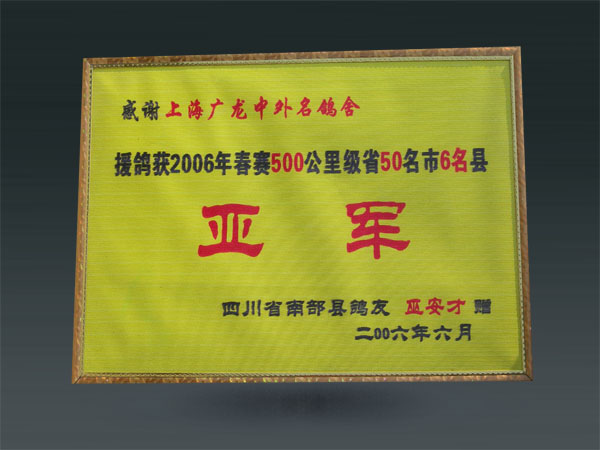 感谢上海广龙中外名鸽舍
援鸽获2006年春赛500公里级省50名市6名县
亚 军
四川省南部县鸽友 巫安才 赠
二00六年六月